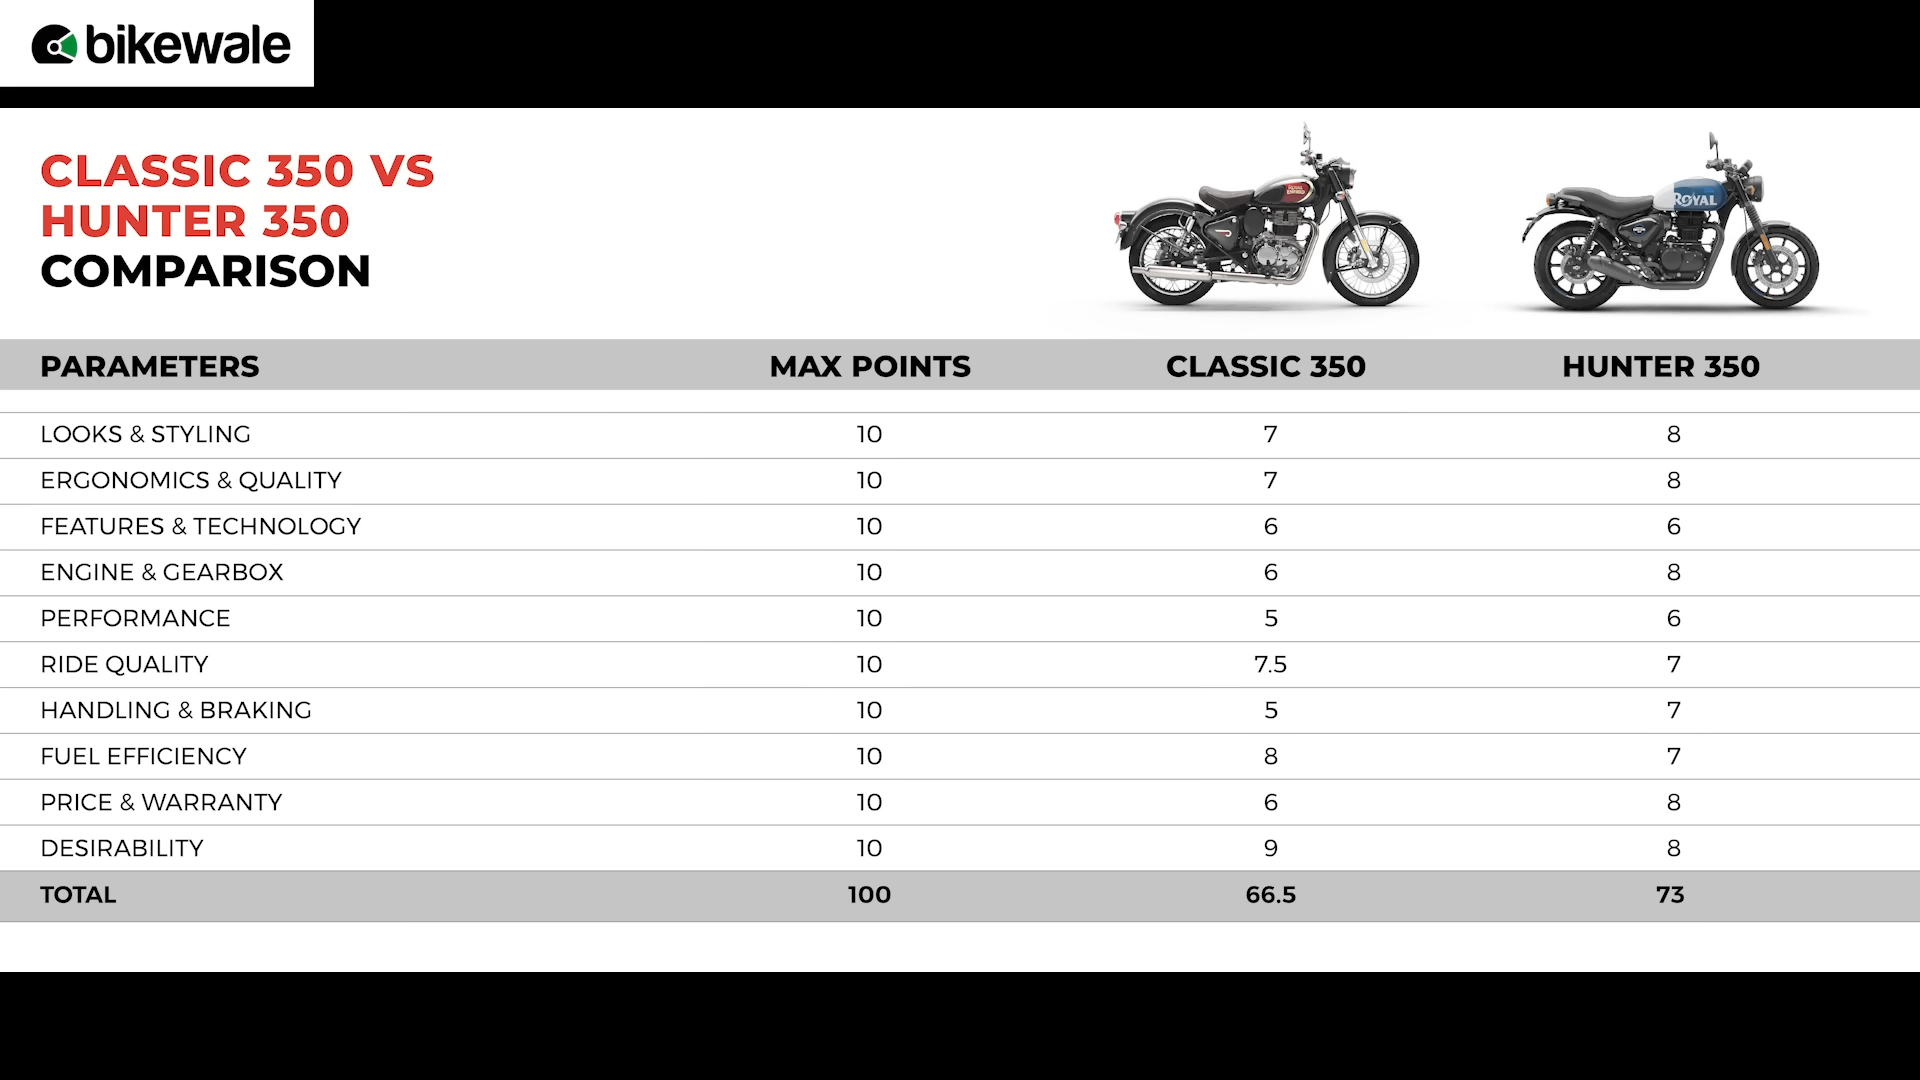 bikewale
CLASSIC 350 VS
HUNTER 350
COMPARISON
ROYAL
ENFIELD
ROYAL
PARAMETERS MAX POINTS CLASSIC 350 HUNTER 350
LOOKS & STYLING 10 7 8
ERGONOMICS & QUALITY 10 7 8
FEATURES & TECHNOLOGY 10 6 6
ENGINE & GEARBOX 10 6 8
PERFORMANCE 10 5 6
RIDE QUALITY 10 7.5 7
HANDLING & BRAKING 10 5 7
FUEL EFFICIENCY 10 8 7
PRICE & WARRANTY 10 6 8
DESIRABILITY 10 9 8
TOTAL 100 66.5 73